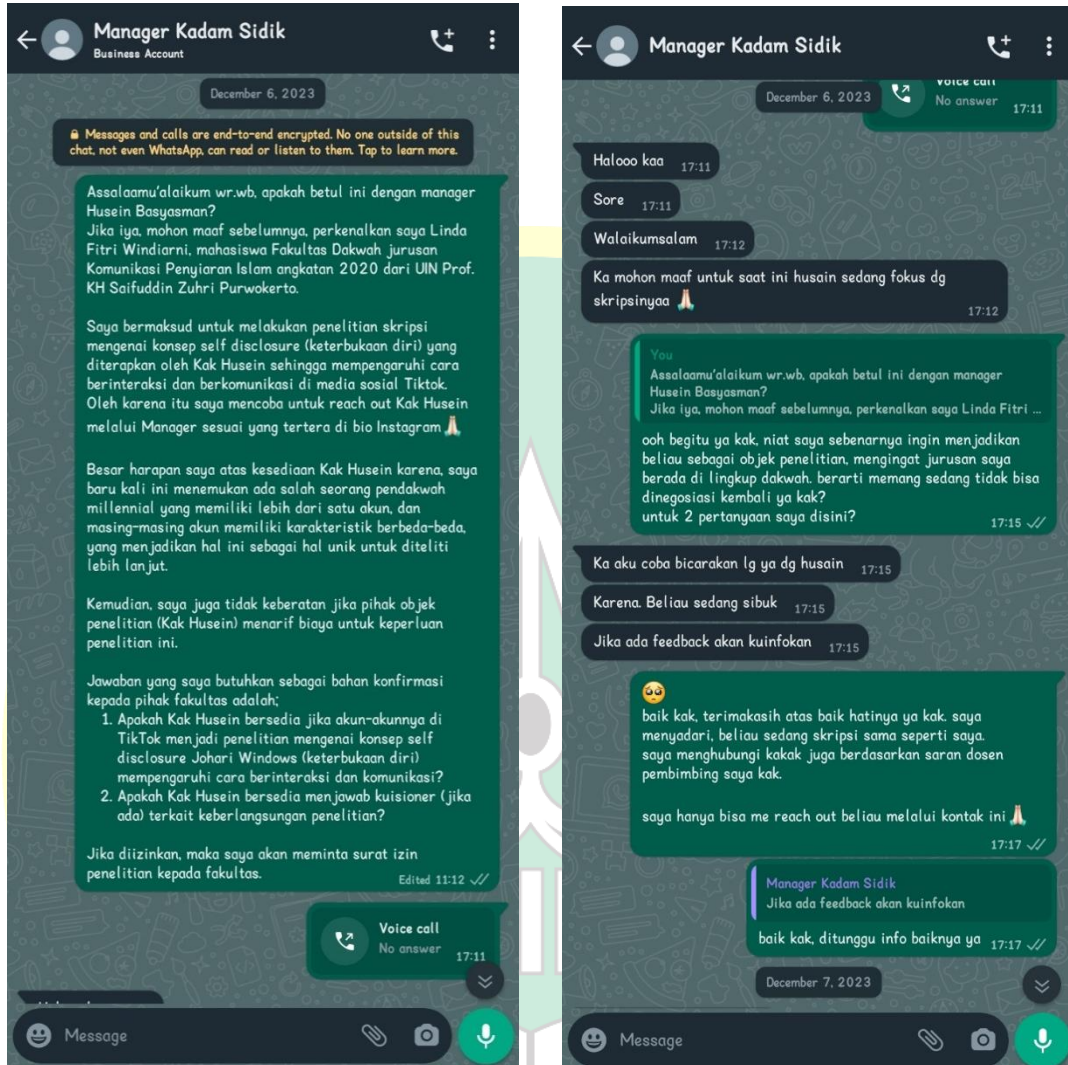 Manager Kadam Sidik
Business Account
December 6, 2023
Messages and calls are end-to-end encrypted. No one outside of this
chat, not even WhatsApp, can read or listen to them. Tap to learn more.
Assalaamu'alaikum wr.wb, apakah betul ini dengan manager
Husein Basyasman?
Jika iya, mohon maaf sebelumnya, perkenalkan saya Linda
Fitri Windiarni, mahasiswa Fakultas Dakwah jurusan
Komunikasi Penyiaran Islam angkatan 2020 dari UIN Prof.
KH Saifuddin Zuhri Purwokerto.
Saya bermaksud untuk melakukan penelitian skripsi
mengenai konsep self disclosure (keterbukaan diri) yang
diterapkan oleh Kak Husein sehingga mempengaruhi cara
berinteraksi dan berkomunikasi di media sosial Tiktok.
Oleh karena itu saya mencoba untuk reach out Kak Husein
melalui Manager sesuai yang tertera di bio Instagram 🙏🏻
Besar harapan saya atas kesediaan Kak Husein karena, saya
baru kali ini menemukan ada salah seorang pendakwah
millennial yang memiliki lebih dari satu akun, dan
masing-masing akun memiliki karakteristik berbeda-beda,
yang menjadikan hal ini sebagai hal unik untuk diteliti
lebih lanjut.
Kemudian, saya juga tidak keberatan jika pihak objek
penelitian (Kak Husein) menarif biaya untuk keperluan
penelitian ini.
Jawaban yang saya butuhkan sebagai bahan konfirmasi
kepada pihak fakultas adalah;
1. Apakah Kak Husein bersedia jika akun-akunnya di
TikTok menjadi penelitian mengenai konsep self
disclosure Johari Windows (keterbukaan diri)
mempengaruhi cara berinteraksi dan komunikasi?
2. Apakah Kak Husein bersedia menjawab kuisioner (jika
ada) terkait keberlangsungan penelitian?
Jika diizinkan, maka saya akan meminta surat izin
penelitian kepada fakultas.
Edited 11:12
Voice call
No answer
17:11
Message
Manager Kadam Sidik
December 6, 2023
Voice call
No answer
17:11
Halooo kaa 17:11
Sore 17:11
Walaikumsalam 17:12
Ka mohon maaf untuk saat ini husain sedang fokus dg
skripsinyaa 🙏🏻
17:12
You
Assalaamu'alaikum wr.wb, apakah betul ini dengan manager
Husein Basyasman?
Jika iya, mohon maaf sebelumnya, perkenalkan saya Linda Fitri ...
ooh begitu ya kak, niat saya sebenarnya ingin menjadikan
beliau sebagai objek penelitian, mengingat jurusan saya
berada di lingkup dakwah. berarti memang sedang tidak bisa
dinegosiasi kembali ya kak?
untuk 2 pertanyaan saya disini?
17:15
Ka aku coba bicarakan lg ya dg husain 17:15
Karena. Beliau sedang sibuk 17:15
Jika ada feedback akan kuinfokan 17:15
🥺
baik kak, terimakasih atas baik hatinya ya kak. saya
menyadari, beliau sedang skripsi sama seperti saya.
saya menghubungi kakak juga berdasarkan saran dosen
pembimbing saya kak.
saya hanya bisa me reach out beliau melalui kontak ini 🙏🏻
17:17
Manager Kadam Sidik
Jika ada feedback akan kuinfokan
baik kak, ditunggu info baiknya ya 17:17
December 7, 2023
Message